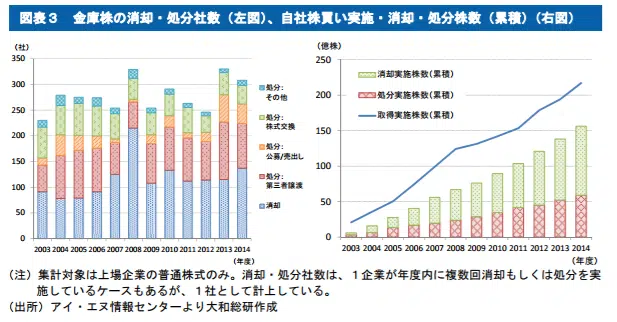 図表3 金庫株の消却・処分社数(左図)、自社株買い実施・消却・処分株数(累積)(右図)
(社)
350
300
250
200
150
100
50
0
2003 2004 2005 2006 2007 2008 2009 2010 2011 2012 2013 2014
(年度)
処分:
その他
処分:
株式交換
処分:
公募/売出し
処分:
第三者譲渡
消却
(億株)
250
200
150
100
50
0
消却実施株数(累積)
処分実施株数(累積)
取得実施株数(累積)
2003 2004 2005 2006 2007 2008 2009 2010 2011 2012 2013 2014
(年度)
(注)集計対象は上場企業の普通株式のみ。消却・処分社数は、1企業が年度内に複数回消却もしくは処分を実
施しているケースもあるが、1社として計上している。
(出所)アイ・エヌ情報センターより大和総研作成